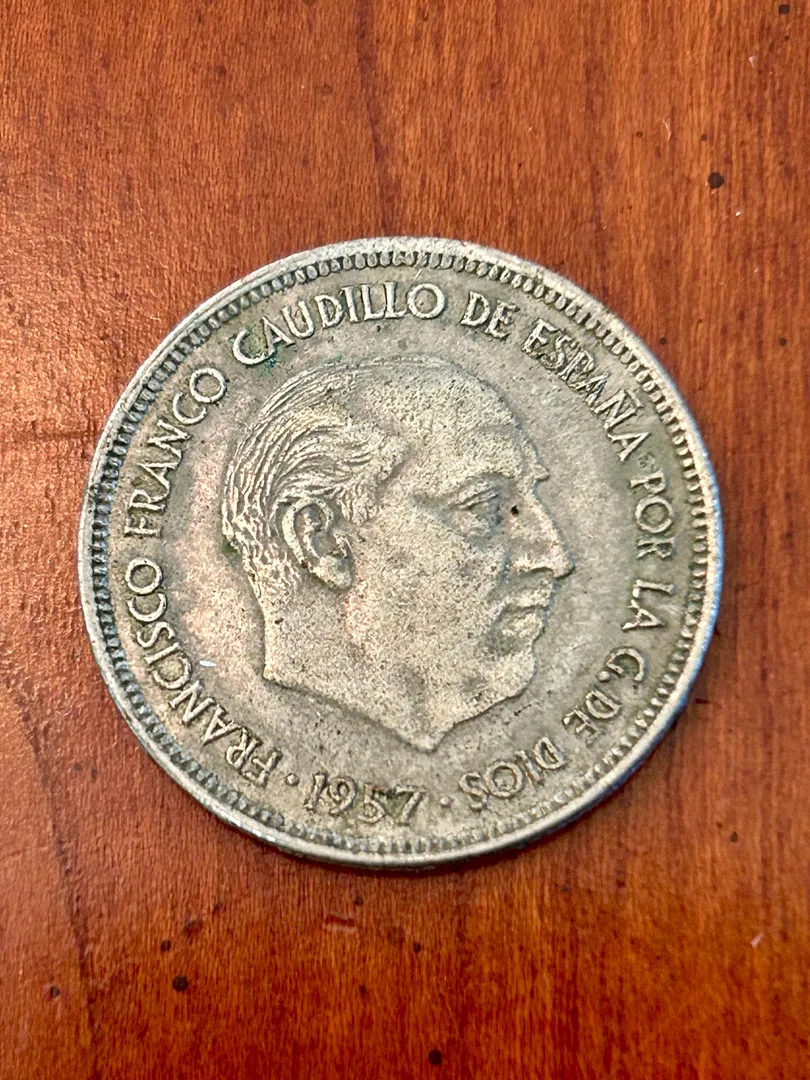 FRANCISCO FRANCO CAUDILLO DE ESPAÑA POR LA G. DE DIOS
· 1957 ·